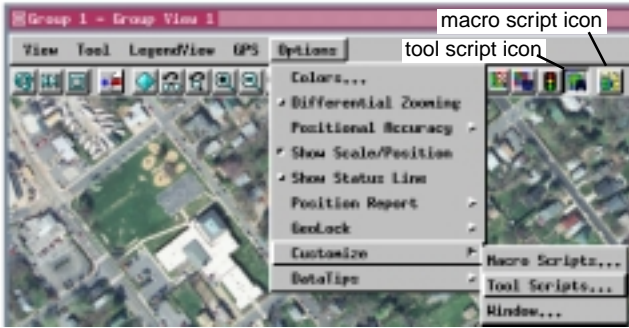 Group 1 - Group View 1
macro script icon
View Tool LegendView GPS Options
tool script icon
Colors...
Differential Zooming
Positional Accuracy
Show Scale/Position
Show Status Line
Position Report
GeoLock
Customize
Macro Scripts...
DataTips
Tool Scripts...
Window...